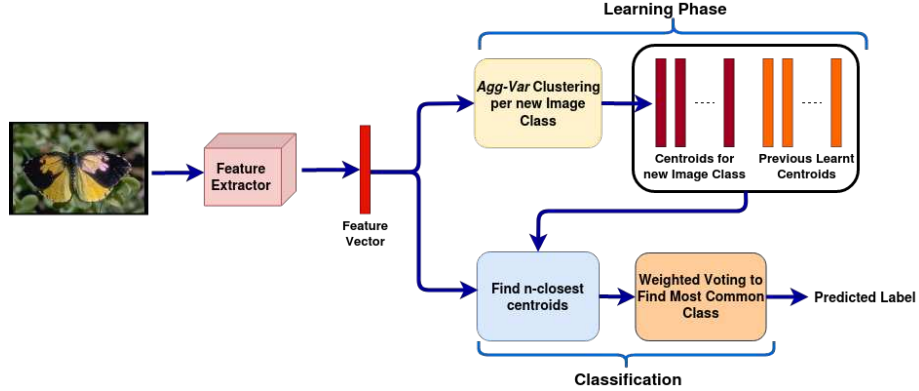 Learning Phase
Agg-Var Clustering
per new Image
Class
Centroids for
new Image Class
Previous Learnt
Centroids
Feature
Extractor
Feature
Vector
Find n-closest
centroids
Weighted Voting to
Find Most Common
Class
Predicted Label
Classification